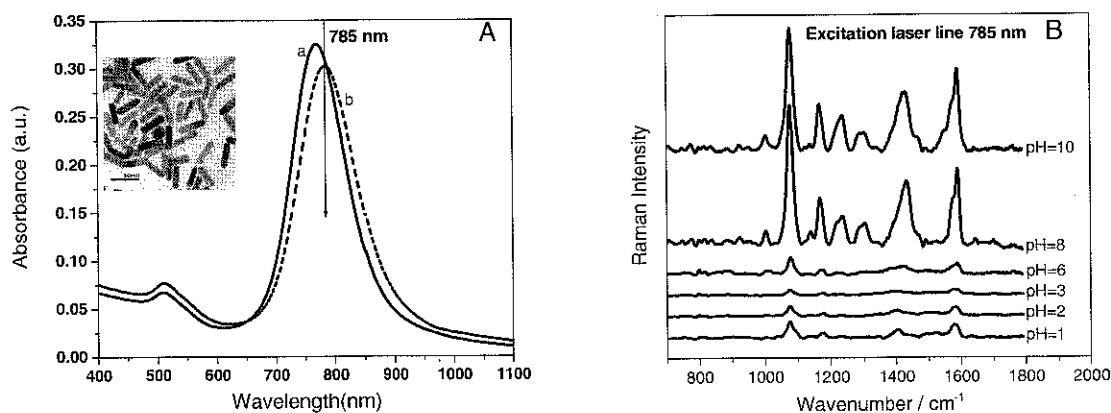 A
785 nm
a
b
0.35
0.30
0.25
0.20
0.15
0.10
0.05
0.00
Absorbance (a.u.)
400 500 600 700 800 900 1000 1100
Wavelength(nm)
Excitation laser line 785 nm
B
Raman Intensity
pH=10
pH=8
pH=6
pH=3
pH=2
pH=1
800 1000 1200 1400 1600 1800 2000
Wavenumber / cm⁻¹